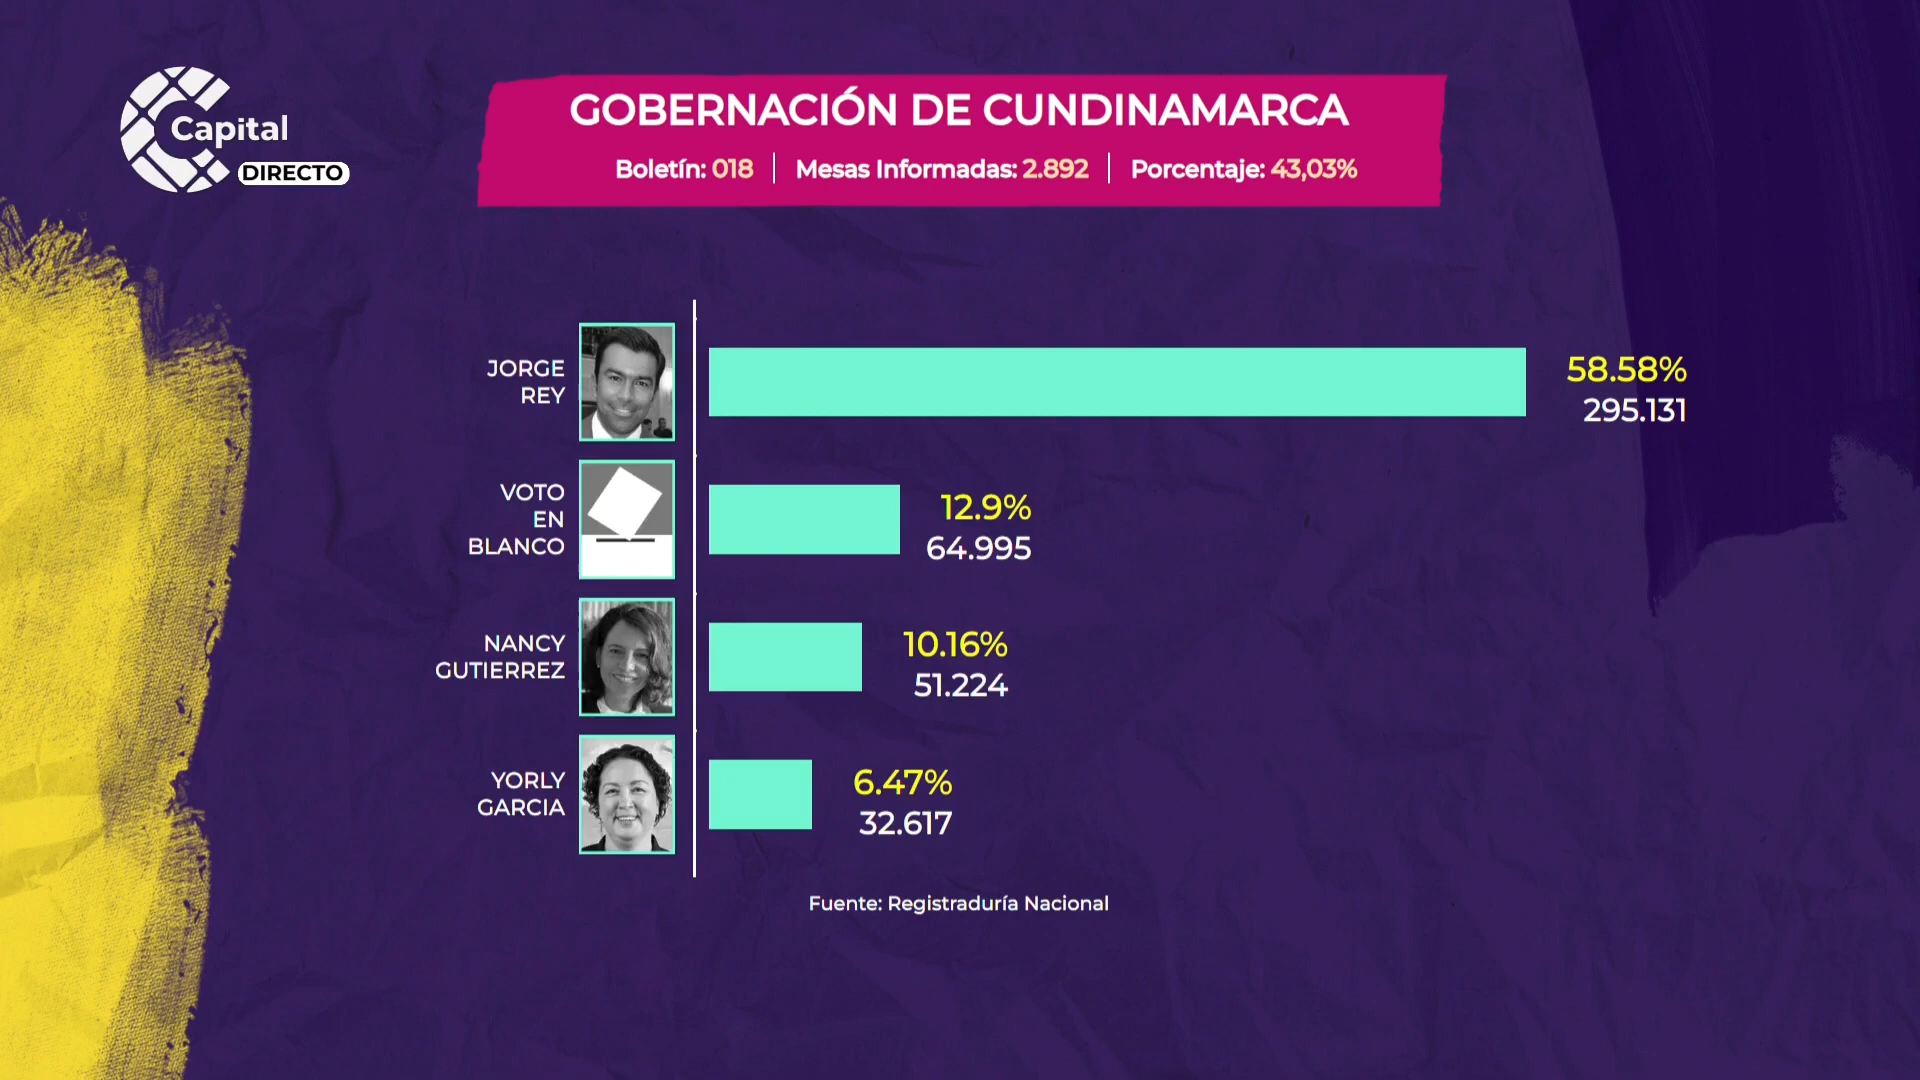 Capital
DIRECTO
GOBERNACIÓN DE CUNDINAMARCA
Boletín: 018 | Mesas Informadas: 2.892 | Porcentaje: 43,03%
JORGE
REY
58.58%
295.131
VOTO
EN
BLANCO
12.9%
64.995
NANCY
GUTIERREZ
10.16%
51.224
YORLY
GARCIA
6.47%
32.617
Fuente: Registraduría Nacional